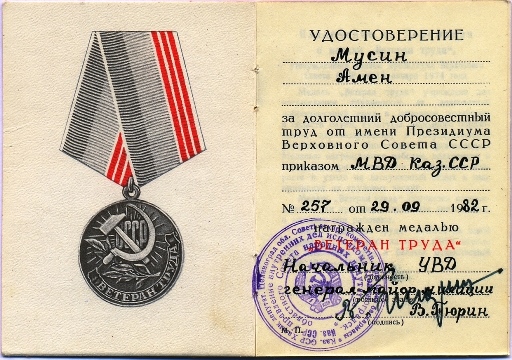 СССР
ВЕТЕРАН ТРУДА
УДОСТОВЕРЕНИЕ
Мусин
Амен
за долголетний добросовестный
труд от имени Президиума
Верховного Совета СССР
приказом МВД Каз.ССР
№ 257 от 29.09 1982 г.
награжден медалью
ВЕТЕРАН ТРУДА“
Начальник УВД
генерал-майор милиции
В. Тюрин
(подпись)
М. П.